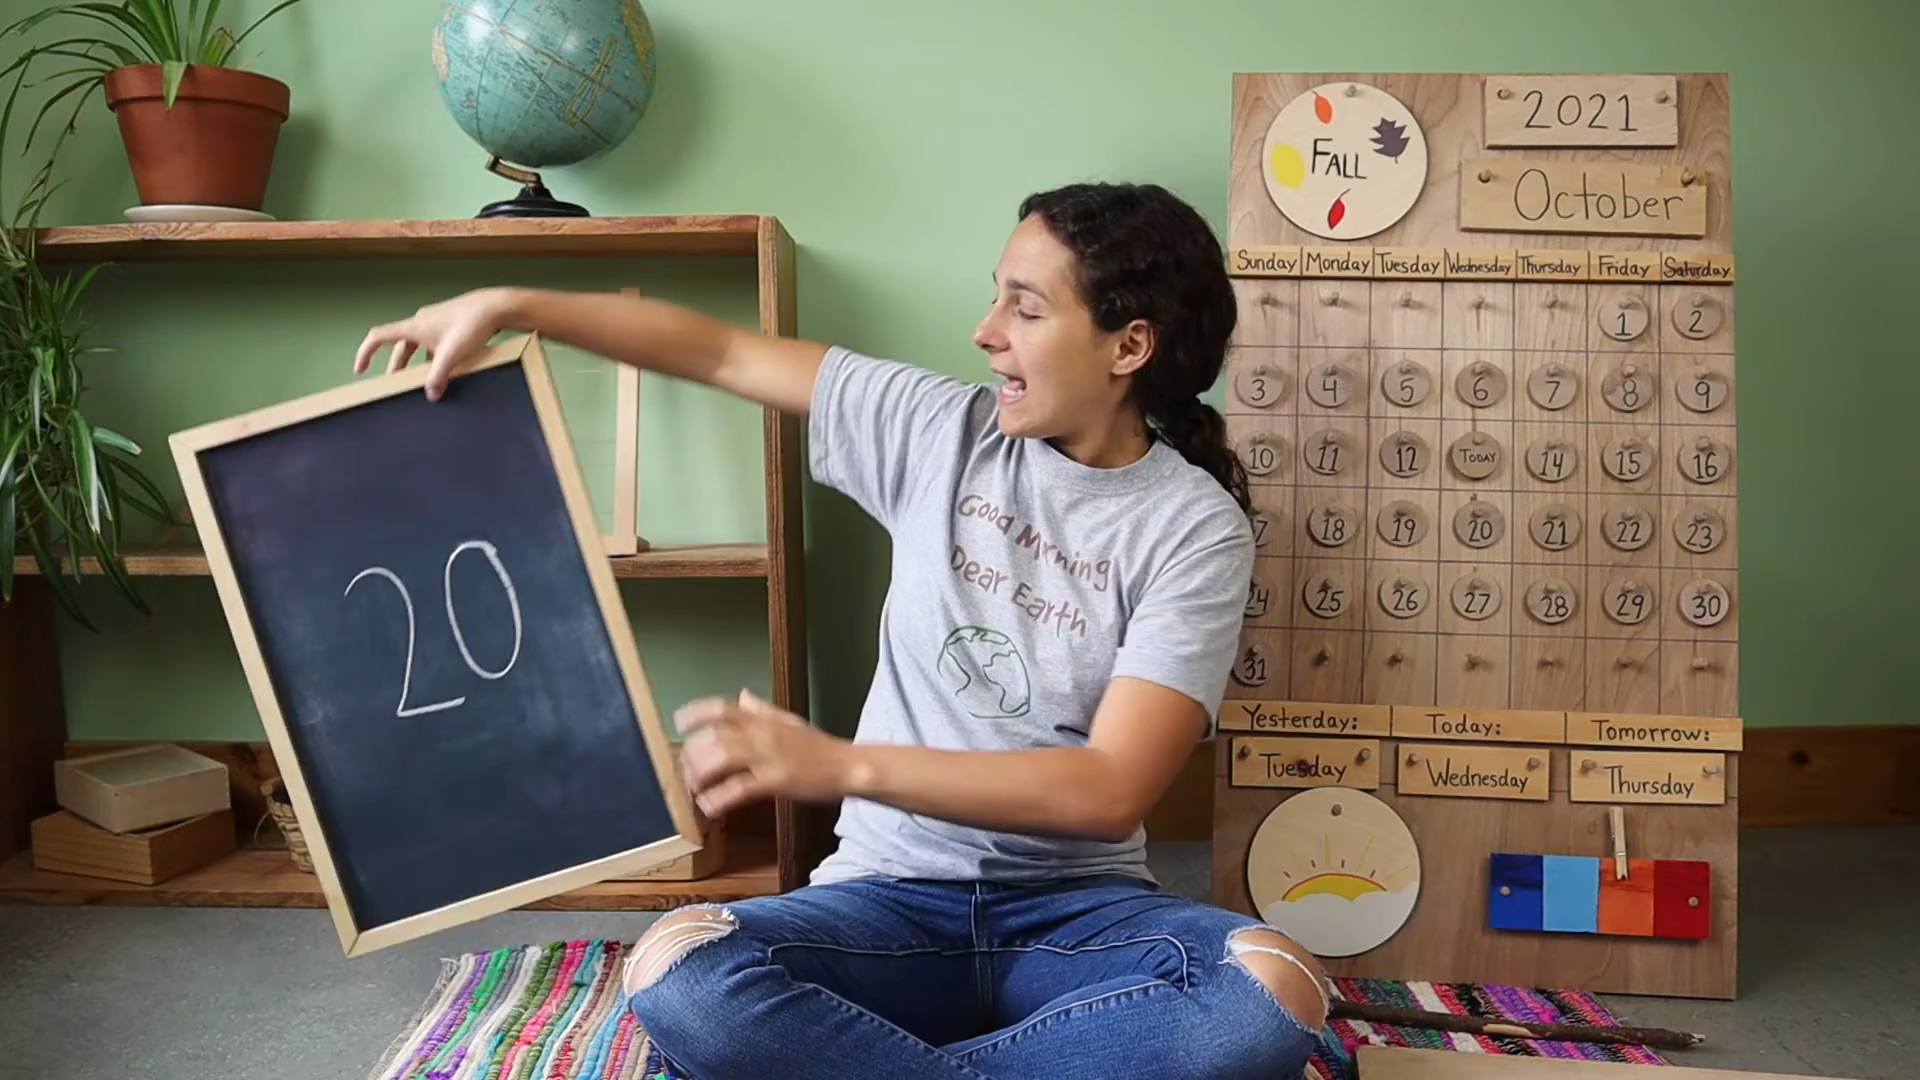 20
Good Morning
Dear Earth
FALL
2021
October
Sunday Monday Tuesday Wednesday Thursday Friday Saturday
1 2
3 4 5 6 7 8 9
10 11 12 TODAY 14 15 16
18 19 20 21 22 23
24 25 26 27 28 29 30
31
Yesterday: Today: Tomorrow:
Tuesday Wednesday Thursday